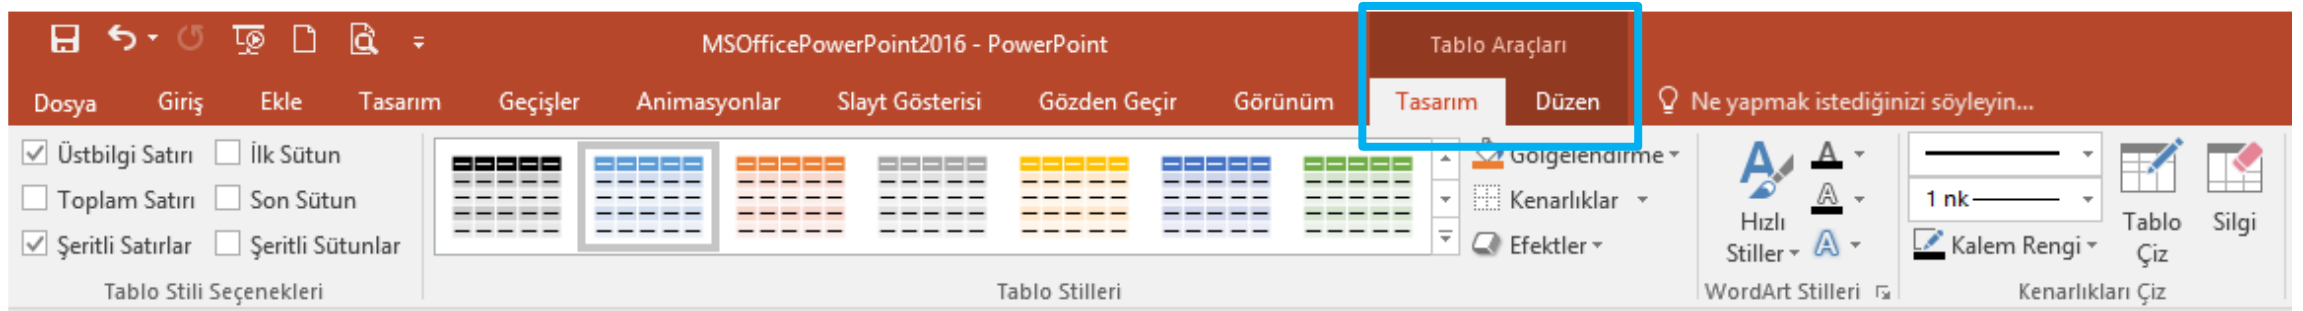 MSOfficePowerPoint2016 - PowerPoint
Tablo Araçları
Dosya Giriş Ekle Tasarım Geçişler Animasyonlar Slayt Gösterisi Gözden Geçir Görünüm Tasarım Düzen Ne yapmak istediğinizi söyleyin...
Üstbilgi Satırı İlk Sütun
Toplam Satırı Son Sütun
Şeritli Satırlar Şeritli Sütunlar
Tablo Stili Seçenekleri
Gölgelendirme
Kenarlıklar
Efektler
Tablo Stilleri
Hızlı
Stiller
WordArt Stilleri
1 nk
Kalem Rengi
Tablo
Çiz
Silgi
Kenarlıkları Çiz